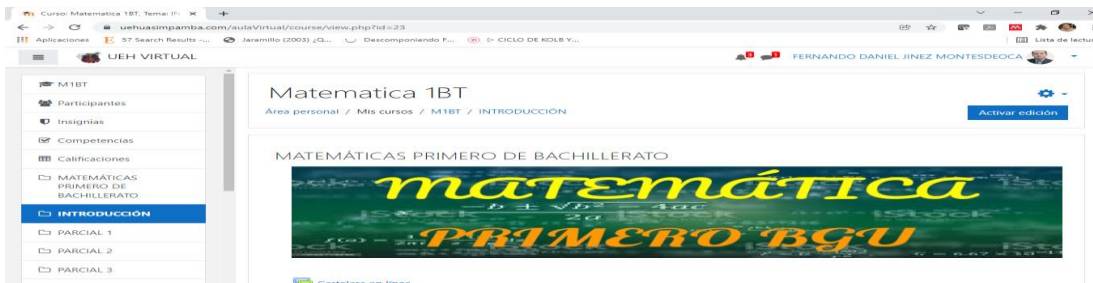 Curso: Matematica 1BT, Tema: IN
uehuasimpamba.com/aulaVirtual/course/view.php?id=23
Aplicaciones 57 Search Results -... Jaramillo (2003) ¿Q... Descomponiendo F... ▷ CICLO DE KOLB Y... Lista de lectur
UEH VIRTUAL FERNANDO DANIEL JINEZ MONTESDEOCA
M1BT
Participantes
Insignias
Competencias
Calificaciones
MATEMÁTICAS
PRIMERO DE
BACHILLERATO
INTRODUCCIÓN
PARCIAL 1
PARCIAL 2
PARCIAL 3
Matematica 1BT
Área personal / Mis cursos / M1BT / INTRODUCCIÓN
Activar edición
MATEMÁTICAS PRIMERO DE BACHILLERATO
MATEMÁTICA
PRIMERO BGU